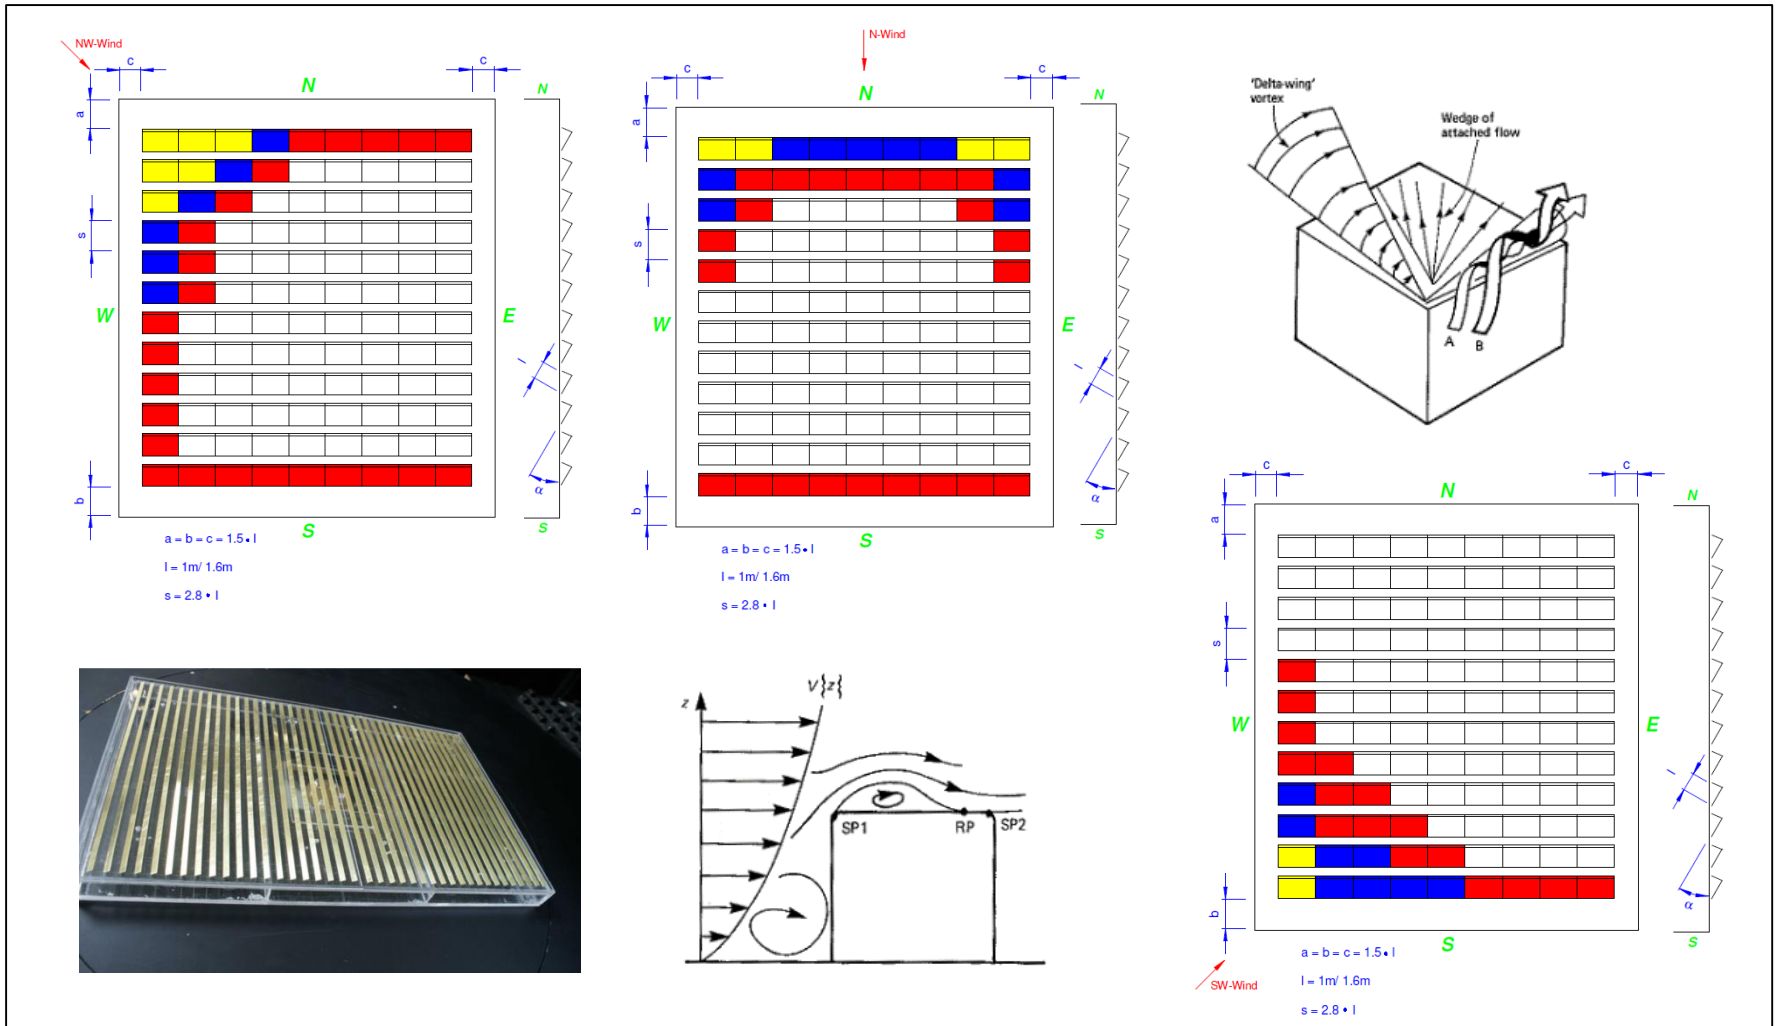 NW-Wind
c
c
N
N
a
s
W
E
l
α
b
S
S
a = b = c = 1.5 • l
l = 1m/ 1.6m
s = 2.8 • l
N-Wind
c
c
N
N
a
s
W
E
l
α
b
S
S
a = b = c = 1.5 • l
l = 1m/ 1.6m
s = 2.8 • l
'Delta-wing'
vortex
Wedge of
attached flow
A
B
z
V{z}
SP1
RP
SP2
c
c
N
N
a
s
W
E
l
α
b
S
S
SW-Wind
a = b = c = 1.5 • l
l = 1m/ 1.6m
s = 2.8 • l